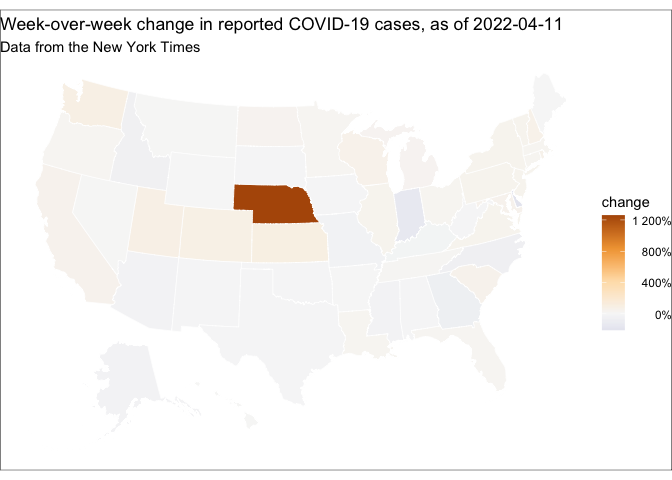 Week-over-week change in reported COVID-19 cases, as of 2022-04-11
Data from the New York Times
change
1 200%
800%
400%
0%